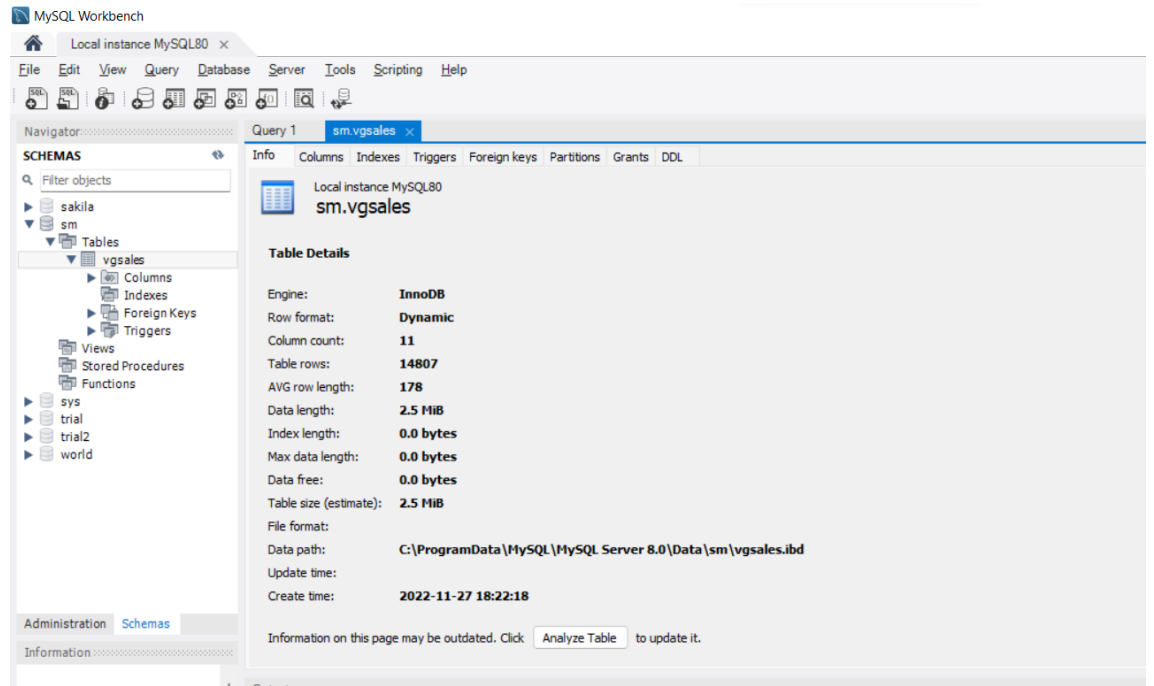 MySQL Workbench
Local instance MySQL80 ×
File Edit View Query Database Server Tools Scripting Help
Navigator
SCHEMAS
Filter objects
sakila
sm
Tables
vgsales
Columns
Indexes
Foreign Keys
Triggers
Views
Stored Procedures
Functions
sys
trial
trial2
world
Administration Schemas
Information
Query 1 sm.vgsales ×
Info Columns Indexes Triggers Foreign keys Partitions Grants DDL
Local instance MySQL80
sm.vgsales
Table Details
Engine: InnoDB
Row format: Dynamic
Column count: 11
Table rows: 14807
AVG row length: 178
Data length: 2.5 MiB
Index length: 0.0 bytes
Max data length: 0.0 bytes
Data free: 0.0 bytes
Table size (estimate): 2.5 MiB
File format:
Data path: C:\ProgramData\MySQL\MySQL Server 8.0\Data\sm\vgsales.ibd
Update time:
Create time: 2022-11-27 18:22:18
Information on this page may be outdated. Click Analyze Table to update it.